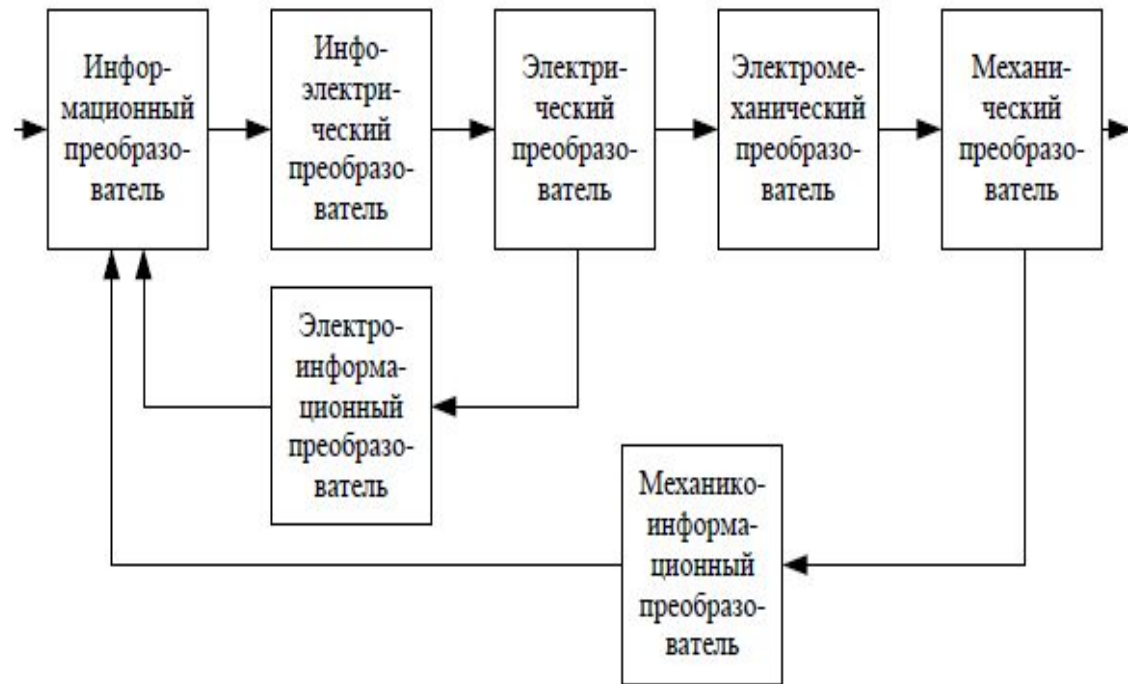 Инфор-
мационный
преобразо-
ватель
Инфо-
электри-
ческий
преобразо-
ватель
Электри-
ческий
преобразо-
ватель
Электроме-
ханический
преобразо-
ватель
Механи-
ческий
преобразо-
ватель
Электро-
информа-
ционный
преобразо-
ватель
Механико-
информа-
ционный
преобразо-
ватель